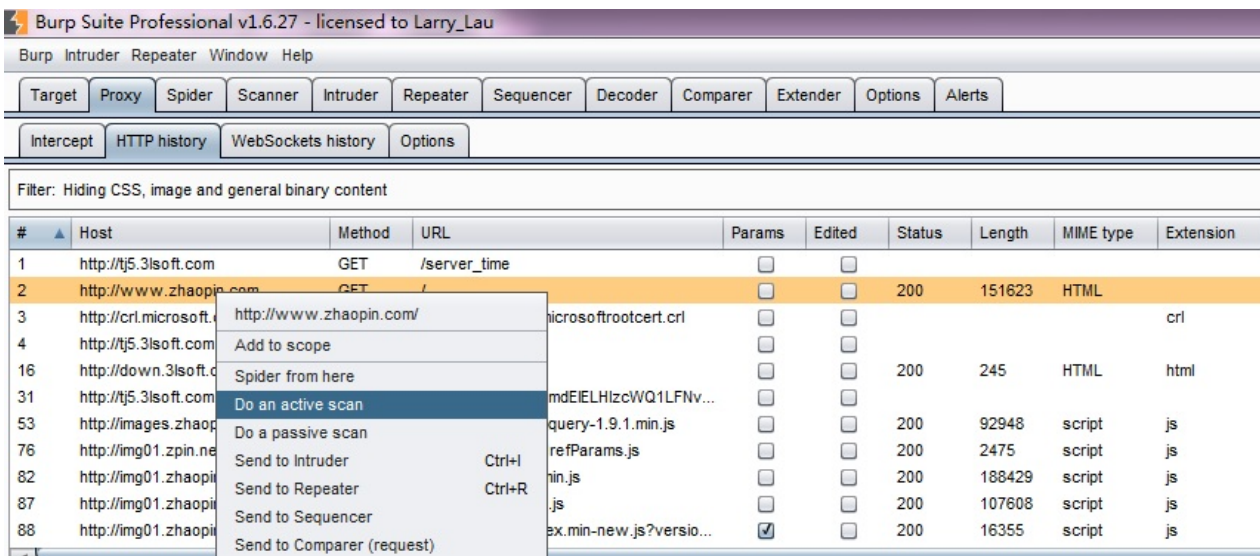 Burp Suite Professional v1.6.27 - licensed to Larry_Lau
Burp Intruder Repeater Window Help
Target Proxy Spider Scanner Intruder Repeater Sequencer Decoder Comparer Extender Options Alerts
Intercept HTTP history WebSockets history Options
Filter: Hiding CSS, image and general binary content
# Host Method URL Params Edited Status Length MIME type Extension
1 http://tj5.3lsoft.com GET /server_time
2 http://www.zhaopin.com GET / 200 151623 HTML
http://www.zhaopin.com/
3 http://crl.microsoft. icrosoftrootcert.crl crl
4 http://tj5.3lsoft.com
Add to scope
16 http://down.3lsoft.c 200 245 HTML html
Spider from here
31 http://tj5.3lsoft.com
Do an active scan
53 http://images.zhaop query-1.9.1.min.js 200 92948 script js
Do a passive scan
76 http://img01.zpin.ne refParams.js 200 2475 script js
Send to Intruder Ctrl+I
82 http://img01.zhaopi in.js 200 188429 script js
Send to Repeater Ctrl+R
87 http://img01.zhaopi .js 200 107608 script js
Send to Sequencer
88 http://img01.zhaopi ex.min-new.js?versio... 200 16355 script js
Send to Comparer (request)